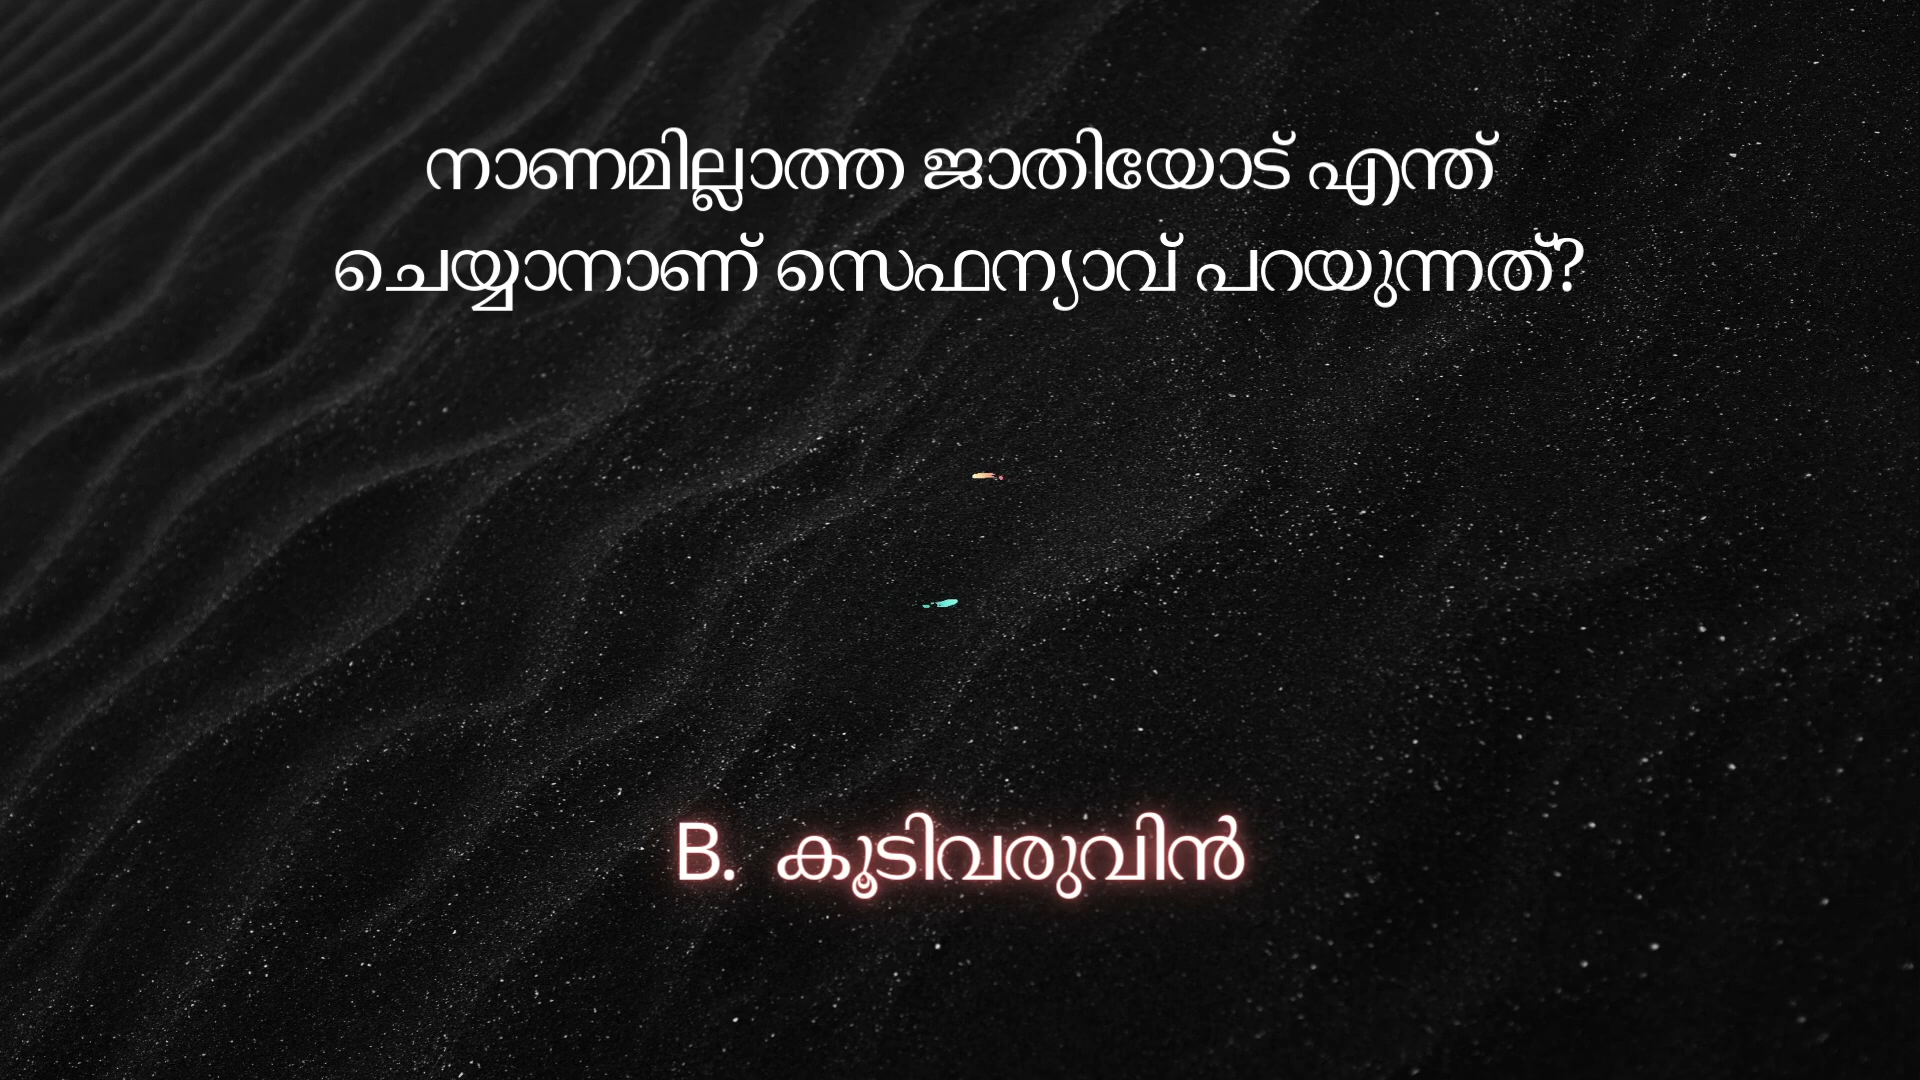 നാണമില്ലാത്ത ജാതിയോട് എന്ത്
ചെയ്യാനാണ് സെഫന്യാവ് പറയുന്നത്?
B. കൂടിവരുവിൻ